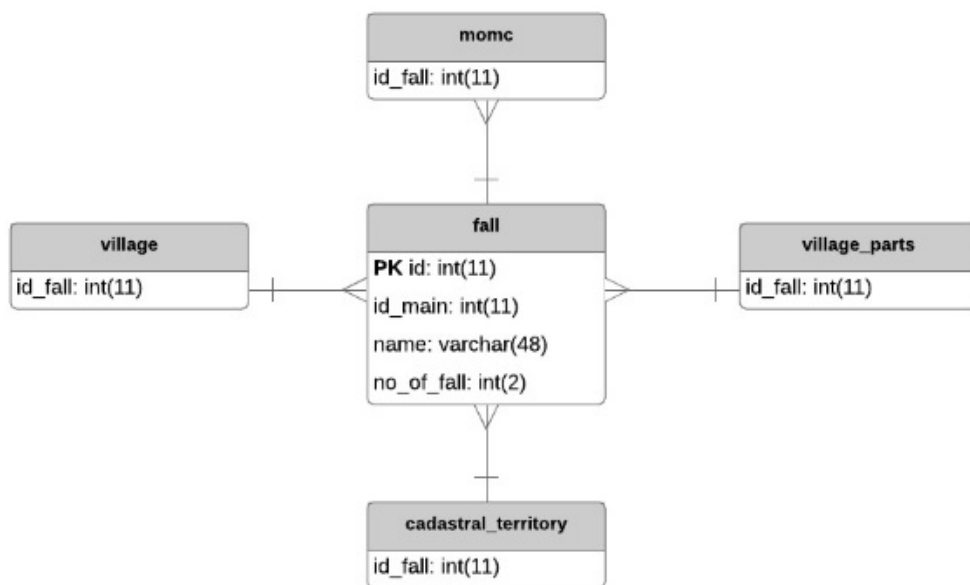 momc
id_fall: int(11)
fall
PK id: int(11)
id_main: int(11)
name: varchar(48)
no_of_fall: int(2)
village
id_fall: int(11)
village_parts
id_fall: int(11)
cadastral_territory
id_fall: int(11)